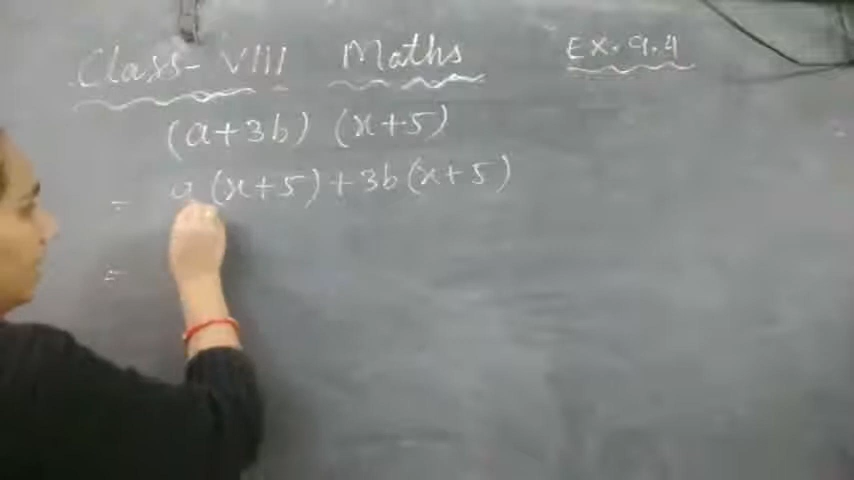 Class-VIII Maths Ex.9.4
(a+3b) (x+5)
= a(x+5)+3b(x+5)
=